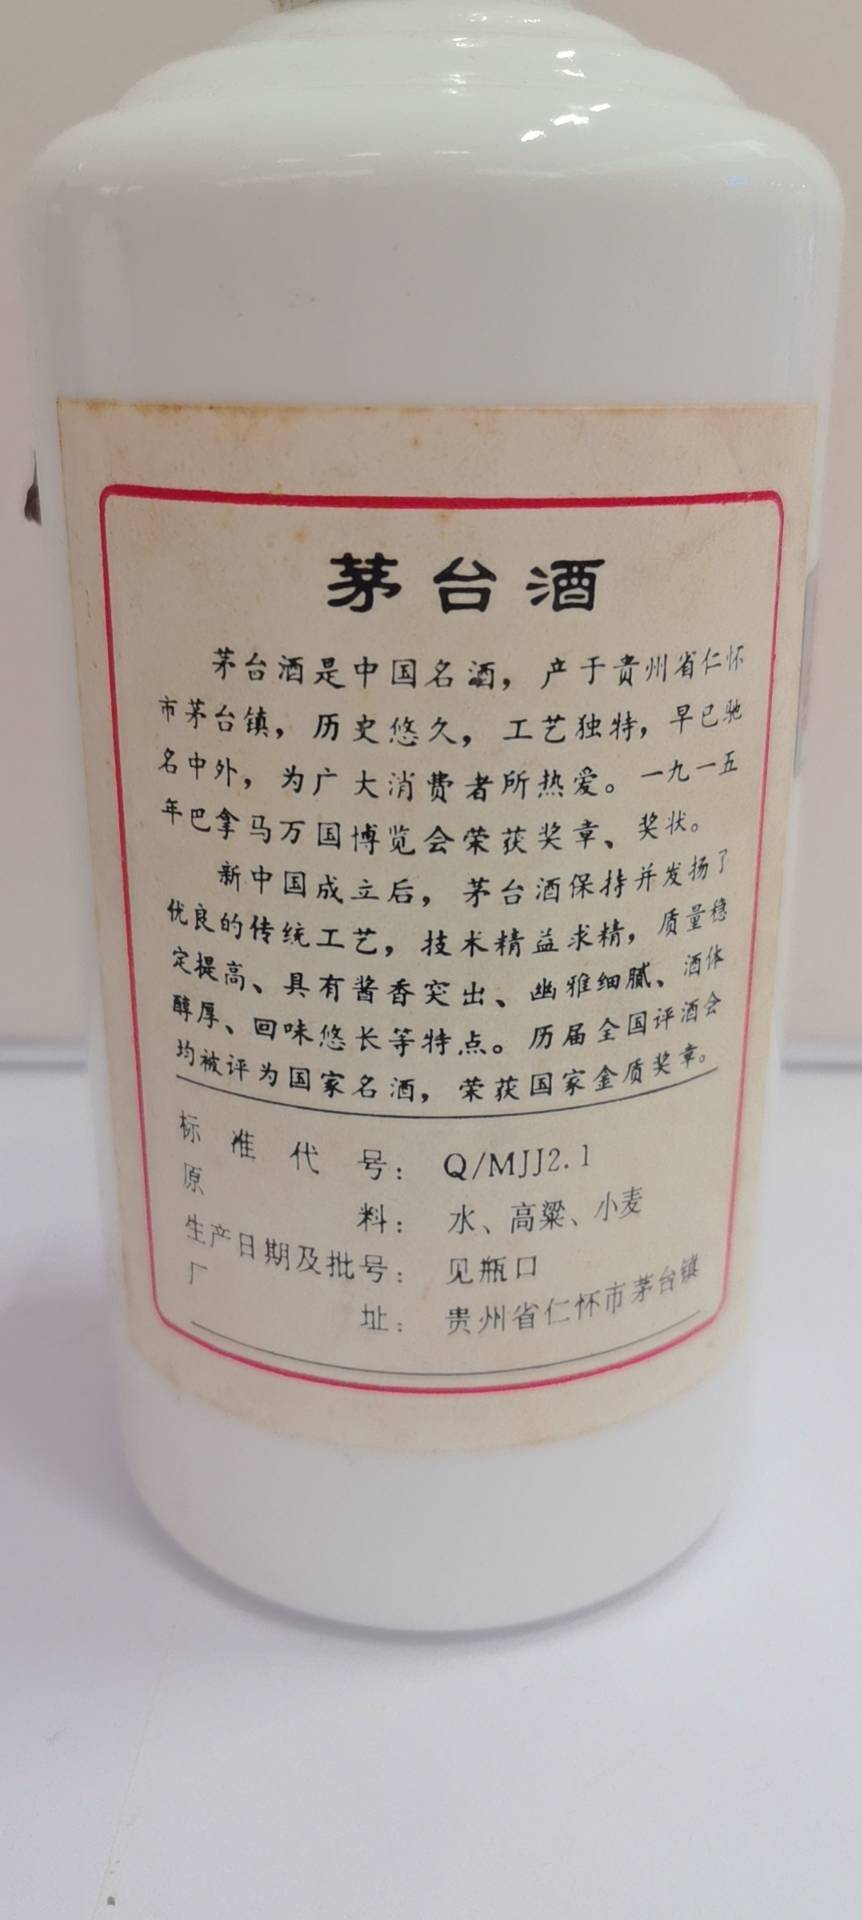 茅台酒
茅台酒是中国名酒，产于贵州省仁怀
市茅台镇，历史悠久，工艺独特，早已驰
名中外，为广大消费者所热爱。一九一五
年巴拿马万国博览会荣获奖章、奖状。
新中国成立后，茅台酒保持并发扬了
优良的传统工艺，技术精益求精，质量稳
定提高、具有酱香突出、幽雅细腻、酒体
醇厚、回味悠长等特点。历届全国评酒会
均被评为国家名酒，荣获国家金质奖章。
标准代号：Q/MJJ2.1
原料：水、高粱、小麦
生产日期及批号：见瓶口
厂址：贵州省仁怀市茅台镇